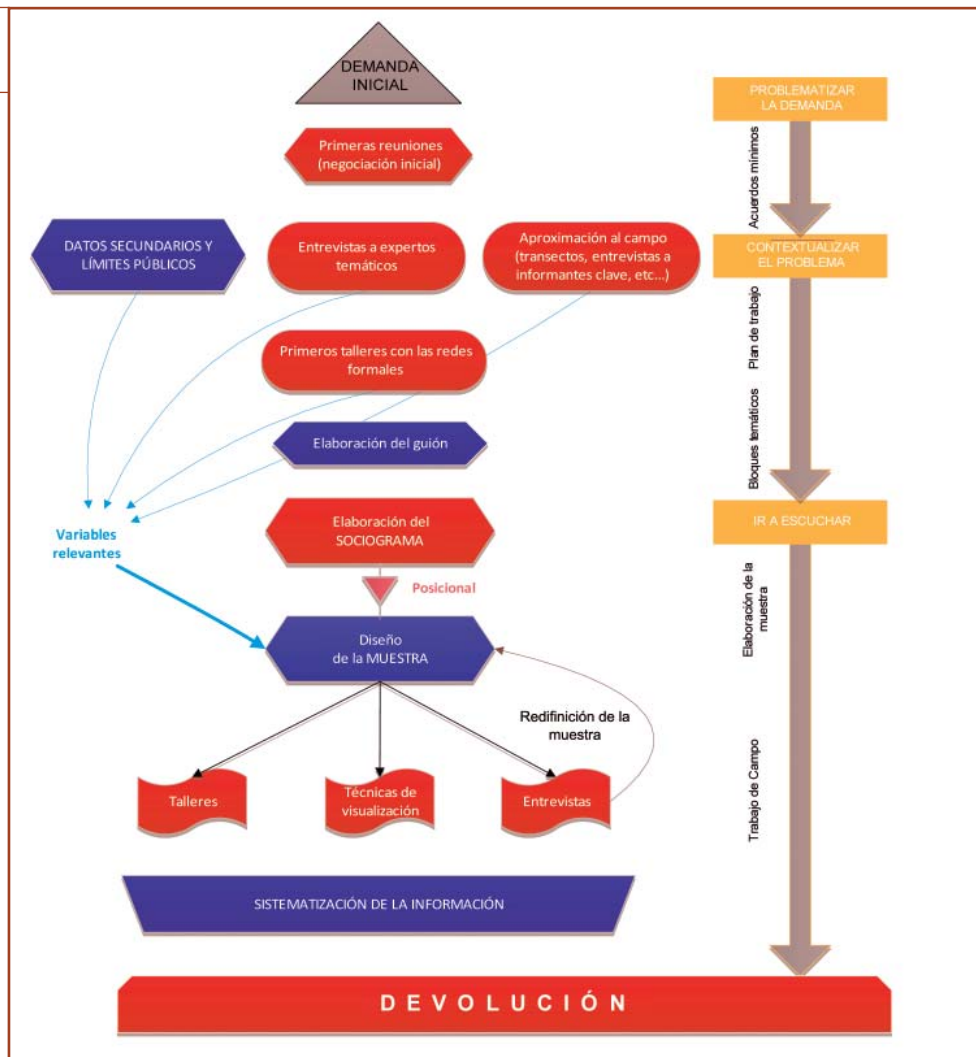 DEMANDA
INICIAL
PROBLEMATIZAR
LA DEMANDA
Primeras reuniones
(negociación inicial)
Acuerdos mínimos
DATOS SECUNDARIOS Y
LÍMITES PÚBLICOS
Entrevistas a expertos
temáticos
Aproximación al campo
(transectos, entrevistas a
informantes clave, etc...)
CONTEXTUALIZAR
EL PROBLEMA
Plan de trabajo
Primeros talleres con las redes
formales
Bloques temáticos
Elaboración del guión
Variables
relevantes
Elaboración del
SOCIOGRAMA
IR A ESCUCHAR
Posicional
Elaboración de la
muestra
Diseño
de la MUESTRA
Redifinición de la
muestra
Talleres
Técnicas de
visualización
Entrevistas
Trabajo de Campo
SISTEMATIZACIÓN DE LA INFORMACIÓN
DEVOLUCIÓN